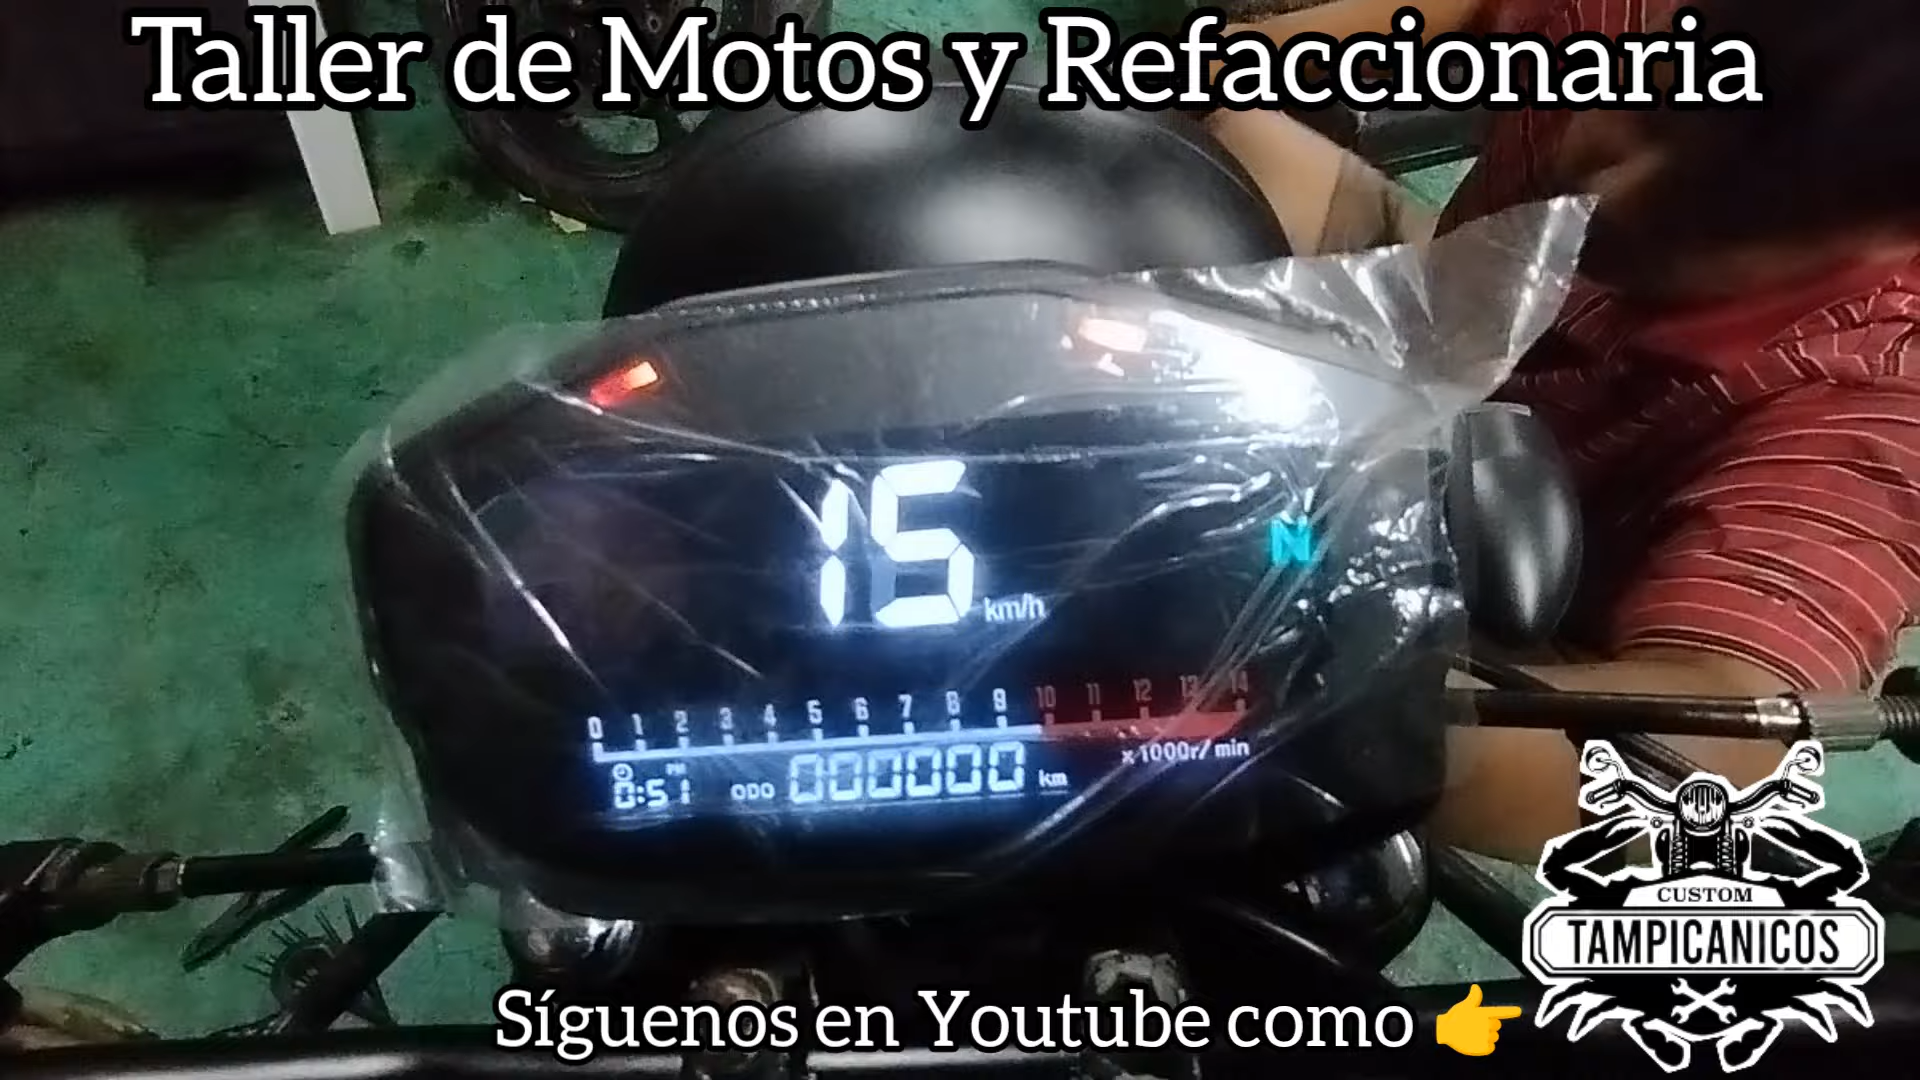 Taller de Motos y Refaccionaria
15 km/h
N
0 1 2 3 4 5 6 7 8 9 10 11 12 13 14
x1000r/min
PM
0:51 ODO 000000 km
CUSTOM
TAMPICANICOS
Síguenos en Youtube como 👉